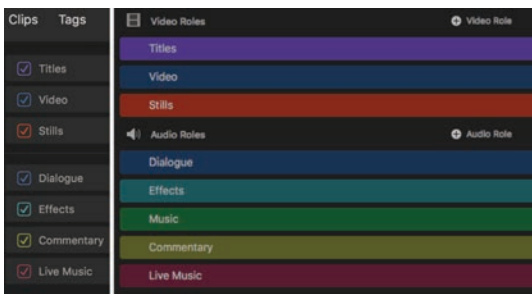 Clips Tags
Titles
Video
Stills
Dialogue
Effects
Commentary
Live Music
Video Roles Video Role
Titles
Video
Stills
Audio Roles Audio Role
Dialogue
Effects
Music
Commentary
Live Music